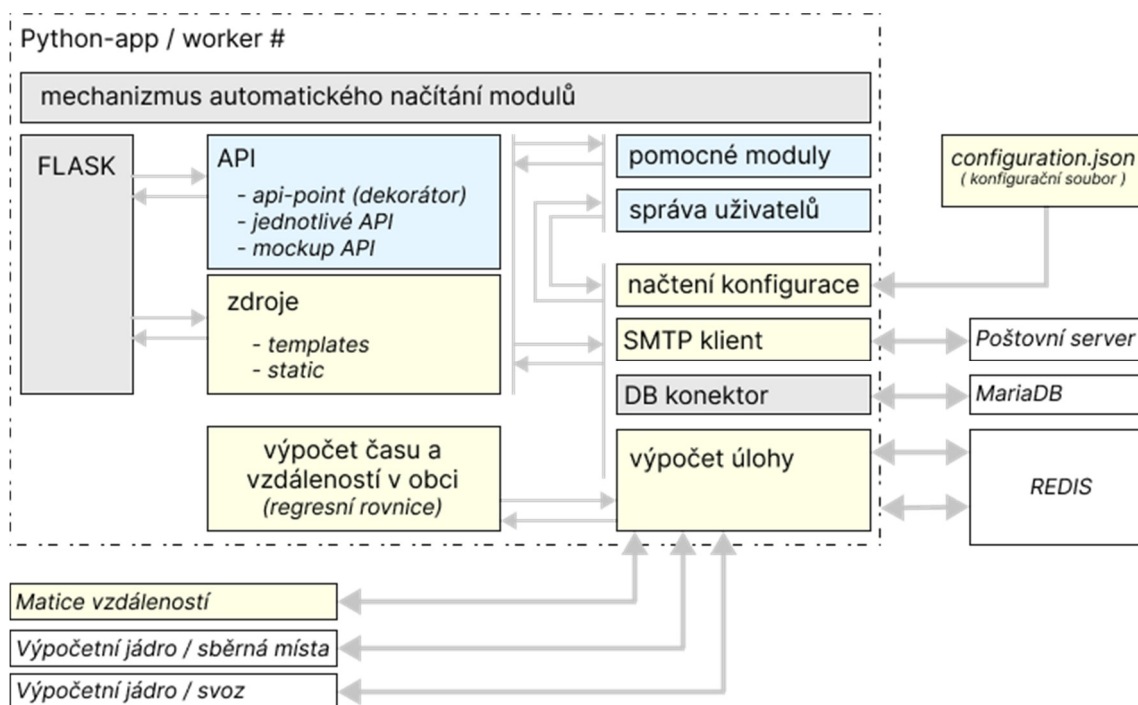 Python-app / worker #
mechanizmus automatického načítání modulů
FLASK
API
- api-point (dekorátor)
- jednotlivé API
- mockup API
zdroje
- templates
- static
výpočet času a
vzdáleností v obci
(regresní rovnice)
pomocné moduly
správa uživatelů
načtení konfigurace
SMTP klient
DB konektor
výpočet úlohy
configuration.json
( konfigurační soubor )
Poštovní server
MariaDB
REDIS
Matice vzdáleností
Výpočetní jádro / sběrná místa
Výpočetní jádro / svoz